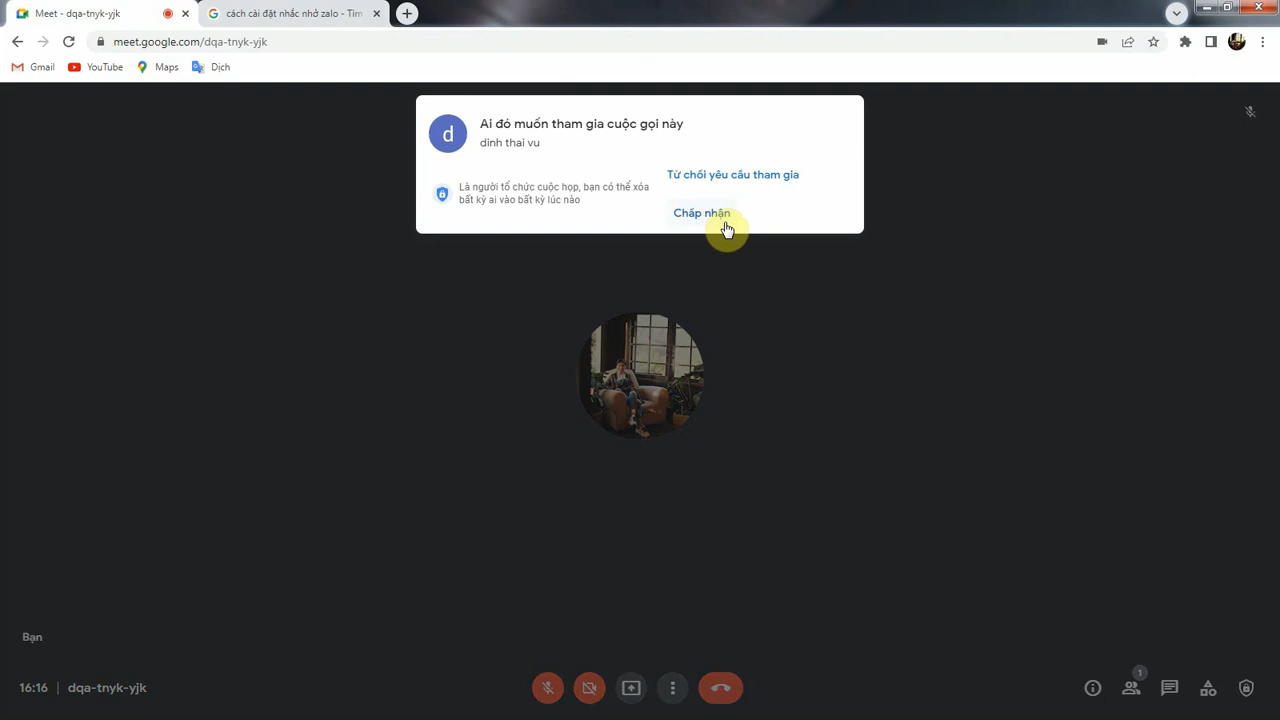 Meet - dqa-tnyk-yjk
cách cài đặt nhắc nhở zalo - Tìm
meet.google.com/dqa-tnyk-yjk
Gmail
YouTube
Maps
Dịch
d
Ai đó muốn tham gia cuộc gọi này
dinh thai vu
Từ chối yêu cầu tham gia
Là người tổ chức cuộc họp, bạn có thể xóa
bất kỳ ai vào bất kỳ lúc nào
Chấp nhận
Bạn
16:16 | dqa-tnyk-yjk
1